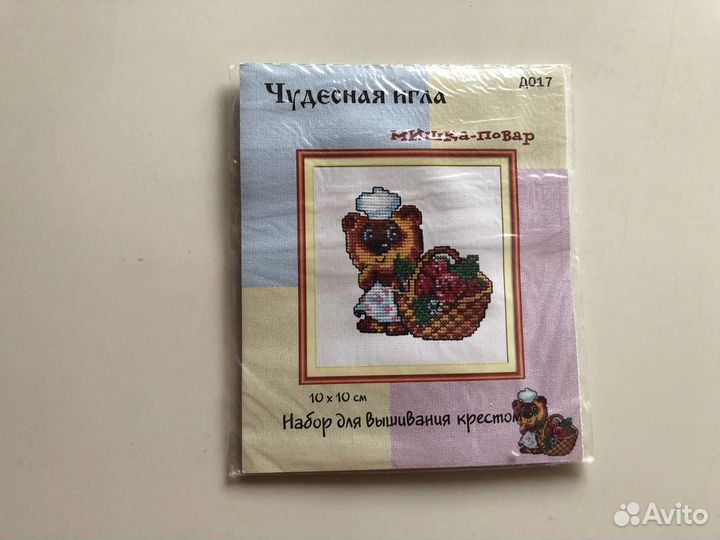 Чудесная игла
Д017
Мишка-повар
10 х 10 см
Набор для вышивания крестом
Avito